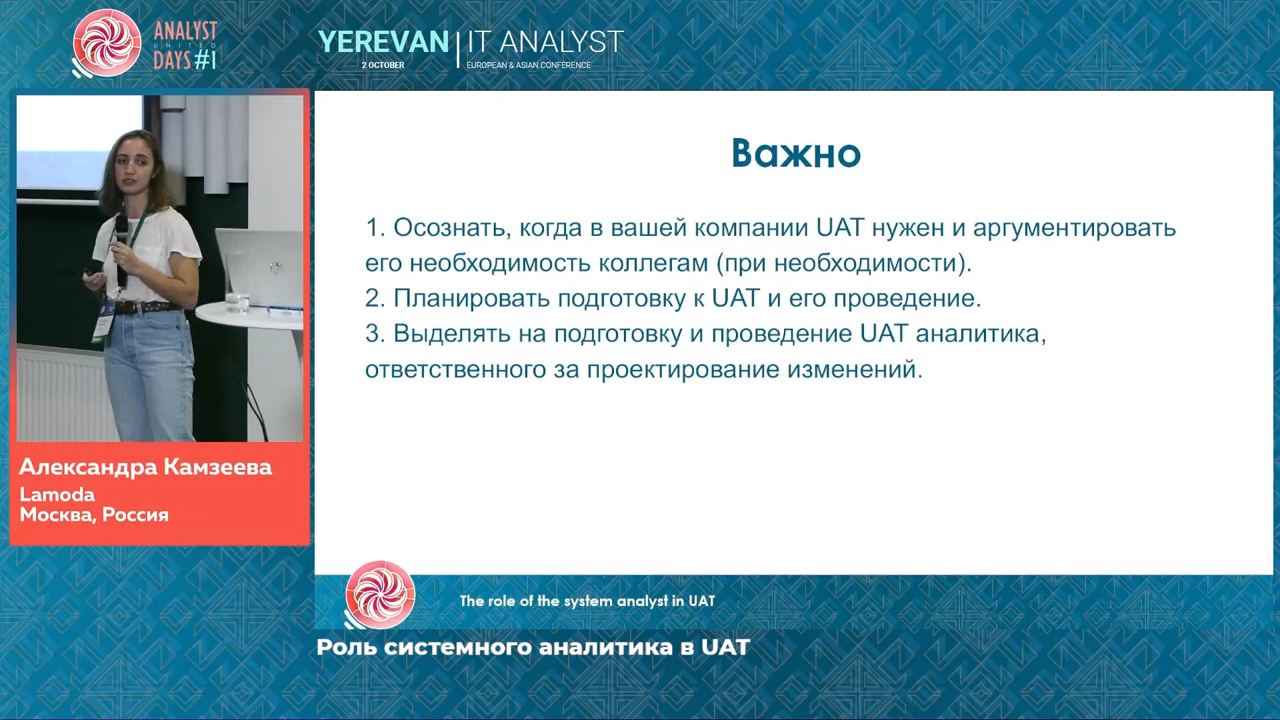 ANALYST
UNITED
DAYS #1
YEREVAN | IT ANALYST
2 OCTOBER
EUROPEAN & ASIAN CONFERENCE
Важно
1. Осознать, когда в вашей компании UAT нужен и аргументировать
его необходимость коллегам (при необходимости).
2. Планировать подготовку к UAT и его проведение.
3. Выделять на подготовку и проведение UAT аналитика,
ответственного за проектирование изменений.
Александра Камзеева
Lamoda
Москва, Россия
The role of the system analyst in UAT
Роль системного аналитика в UAT